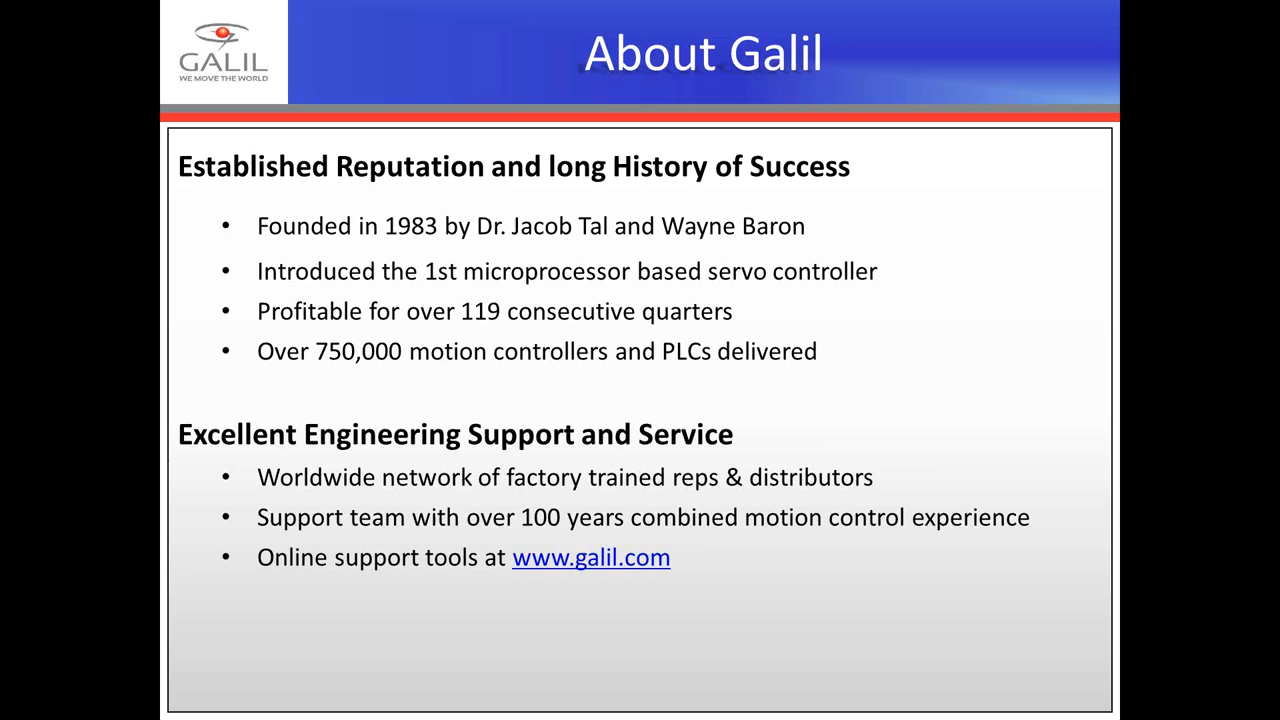 GALIL
WE MOVE THE WORLD
About Galil
Established Reputation and long History of Success
• Founded in 1983 by Dr. Jacob Tal and Wayne Baron
• Introduced the 1st microprocessor based servo controller
• Profitable for over 119 consecutive quarters
• Over 750,000 motion controllers and PLCs delivered
Excellent Engineering Support and Service
• Worldwide network of factory trained reps & distributors
• Support team with over 100 years combined motion control experience
• Online support tools at www.galil.com